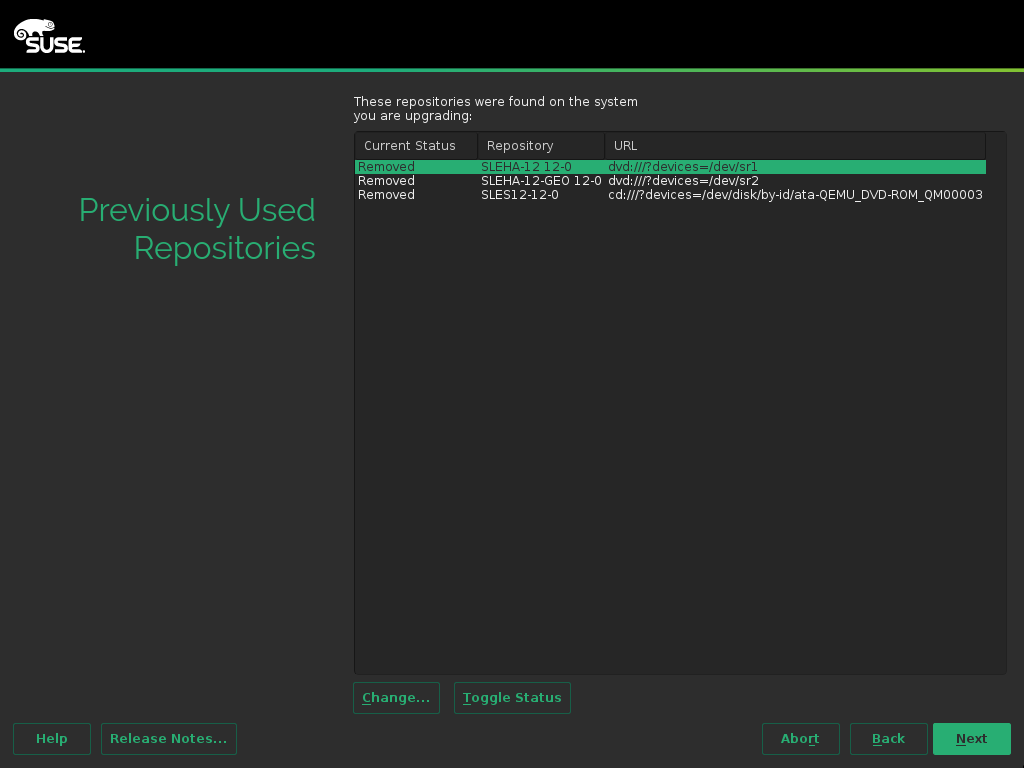 SUSE.
These repositories were found on the system
you are upgrading:
Previously Used
Repositories
Current Status Repository URL
Removed SLEHA-12 12-0 dvd:///?devices=/dev/sr1
Removed SLEHA-12-GEO 12-0 dvd:///?devices=/dev/sr2
Removed SLES12-12-0 cd:///?devices=/dev/disk/by-id/ata-QEMU_DVD-ROM_QM00003
Change... Toggle Status
Help Release Notes... Abort Back Next